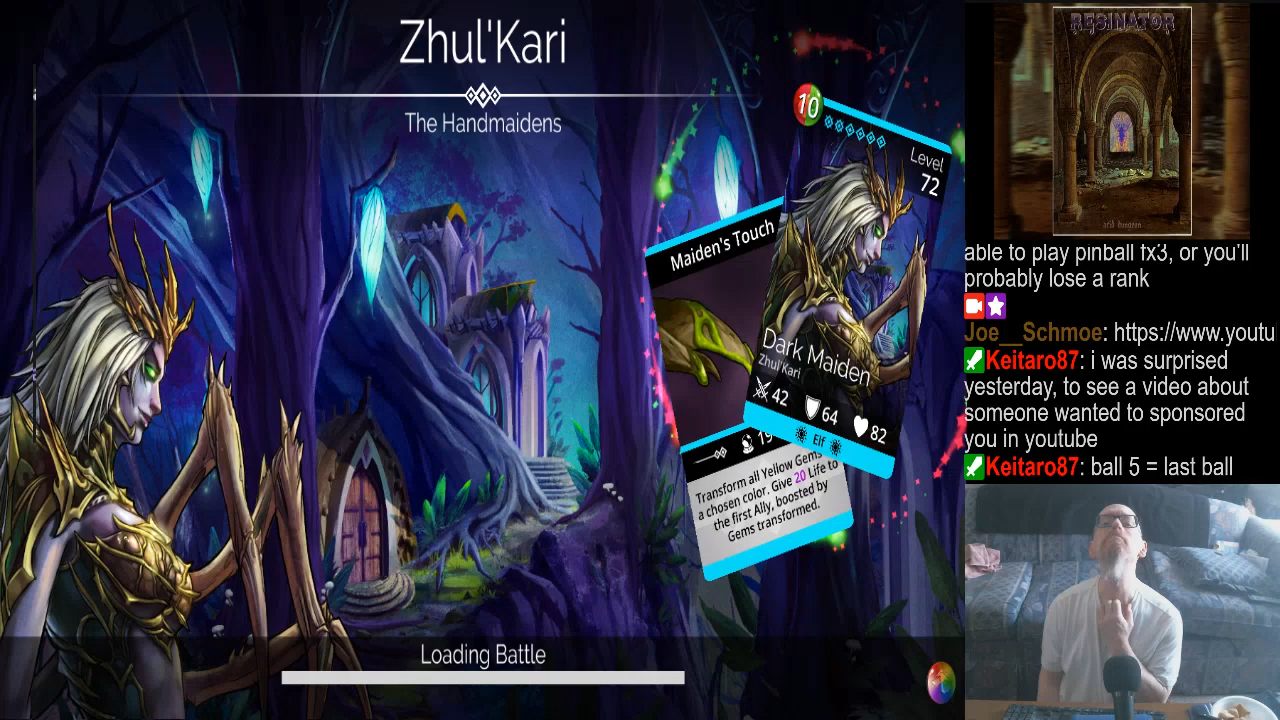 Zhul'Kari
The Handmaidens
10
Level
72
Maiden's Touch
Dark Maiden
Zhul'Kari
42
64
82
Elf
Transform all Yellow Gems
a chosen color. Give 20 Life to
the first Ally, boosted by
Gems transformed.
Loading Battle
RESINATOR
acid dungeon
able to play pinball fx3, or you'll
probably lose a rank
Joe__Schmoe: https://www.youtu
Keitaro87: i was surprised
yesterday, to see a video about
someone wanted to sponsored
you in youtube
Keitaro87: ball 5 = last ball